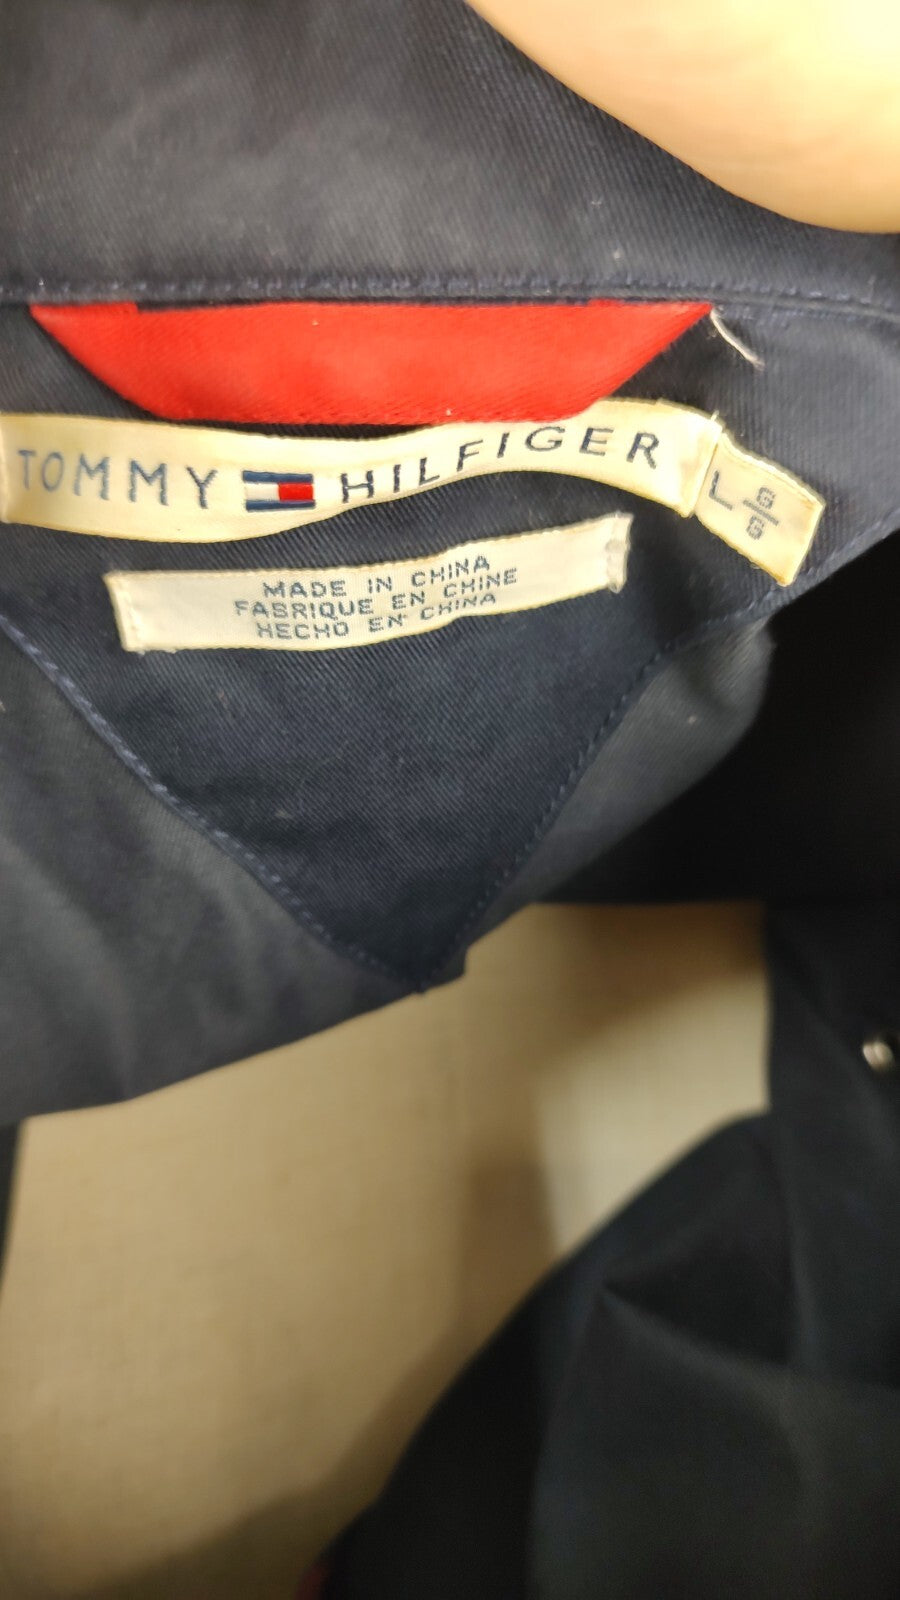 TOMMY HILFIGER
L G/G
MADE IN CHINA
FABRIQUE EN CHINE
HECHO EN CHINA